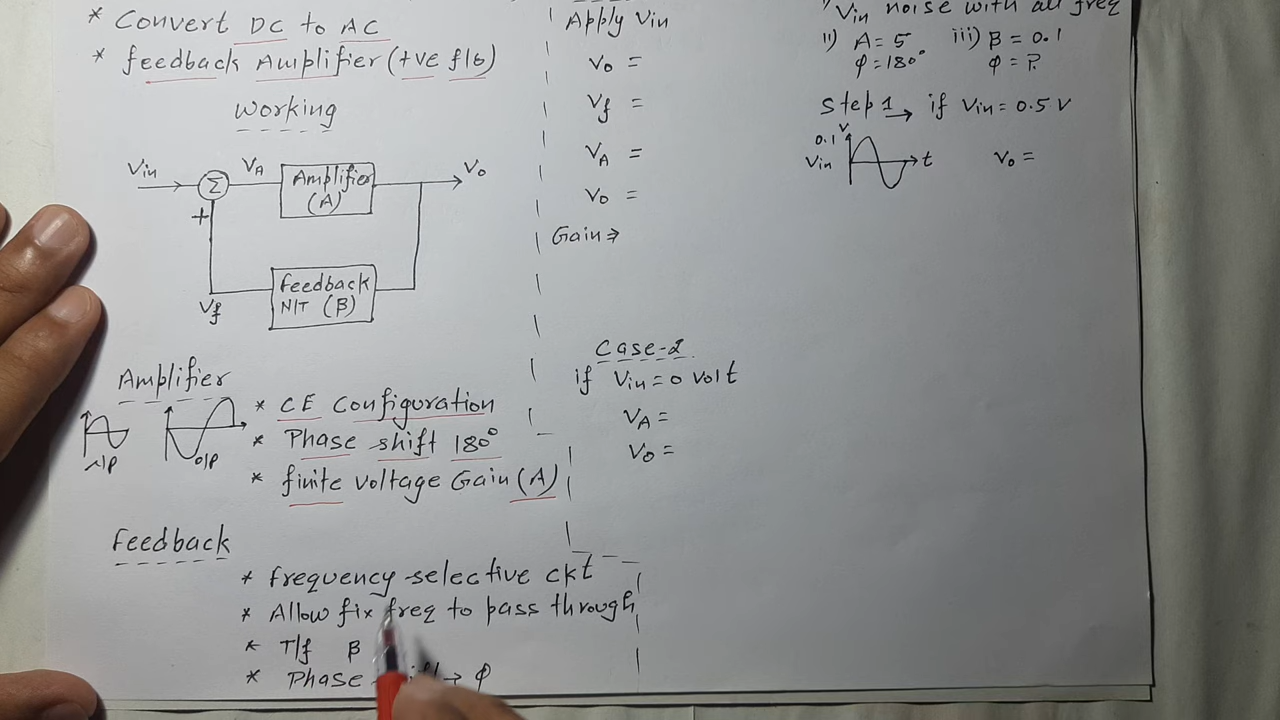 * Convert DC to AC
* feedback Amplifier (+ve f/b)
Working
Vin
VA
Amplifier
(A)
Vo
Σ
+
Feedback
N/T (β)
Vf
Amplifier
i/P
o/P
* CE Configuration
* Phase shift 180°
* finite voltage Gain (A)
Feedback
* frequency selective ckt
* Allow fix freq to pass through
* T/f β
* Phase → φ
Apply Vin
Vo =
Vf =
VA =
Vo =
Gain ⇒
Case-2
if Vin = 0 volt
VA =
Vo =
Vin noise with all freq
ii) A = 5 iii) β = 0.1
φ = 180° φ = ?
Step 1 → if Vin = 0.5 V
0.1 V
Vin t
Vo =